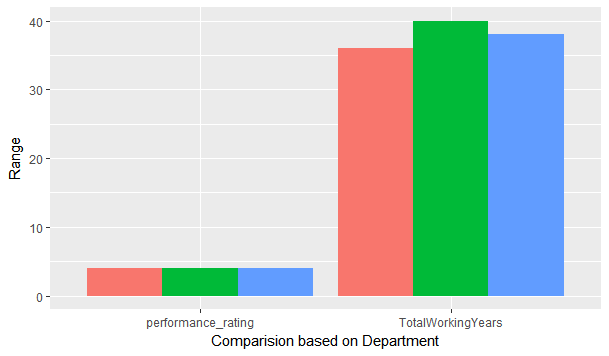 40
30
20
10
0
Range
performance_rating TotalWorkingYears
Comparision based on Department